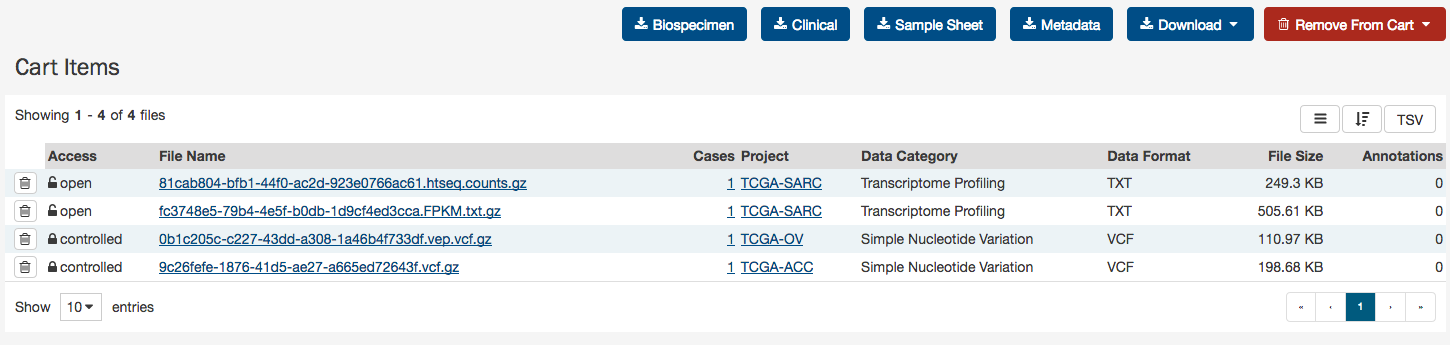 Biospecimen Clinical Sample Sheet Metadata Download Remove From Cart
Cart Items
Showing 1 - 4 of 4 files
TSV
Access File Name Cases Project Data Category Data Format File Size Annotations
open 81cab804-bfb1-44f0-ac2d-923e0766ac61.htseq.counts.gz 1 TCGA-SARC Transcriptome Profiling TXT 249.3 KB 0
open fc3748e5-79b4-4e5f-b0db-1d9cf4ed3cca.FPKM.txt.gz 1 TCGA-SARC Transcriptome Profiling TXT 505.61 KB 0
controlled 0b1c205c-c227-43dd-a308-1a46b4f733df.vep.vcf.gz 1 TCGA-OV Simple Nucleotide Variation VCF 110.97 KB 0
controlled 9c26fefe-1876-41d5-ae27-a665ed72643f.vcf.gz 1 TCGA-ACC Simple Nucleotide Variation VCF 198.68 KB 0
Show 10 entries « ‹ 1 › »